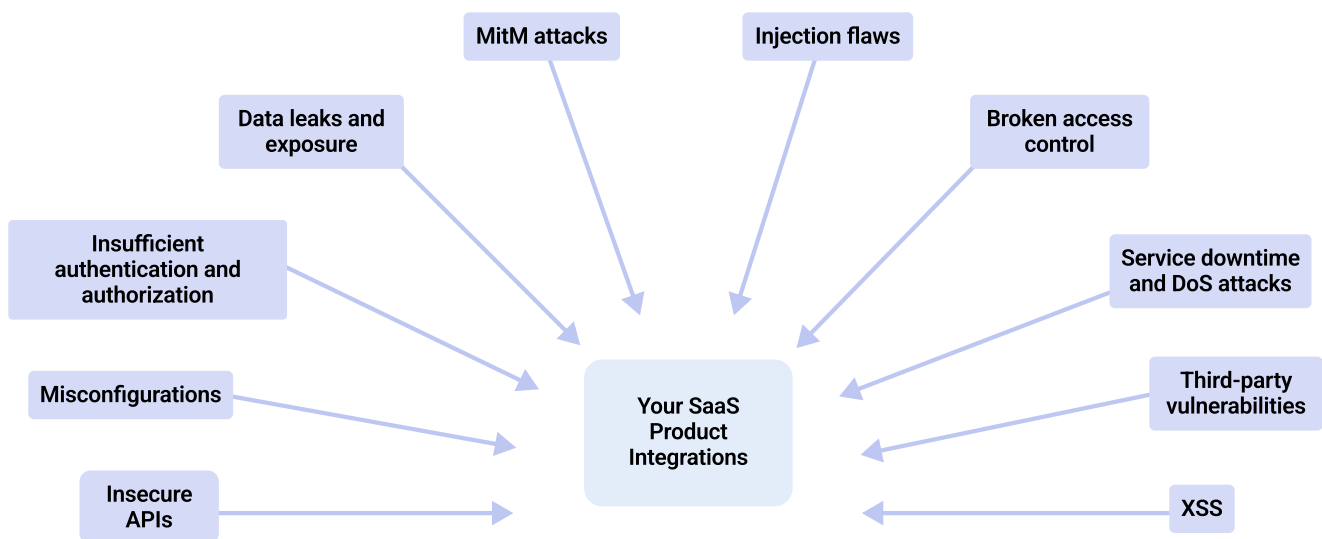 MitM attacks
Injection flaws
Data leaks and
exposure
Broken access
control
Insufficient
authentication and
authorization
Service downtime
and DoS attacks
Misconfigurations
Third-party
vulnerabilities
Your SaaS
Product
Integrations
Insecure
APIs
XSS